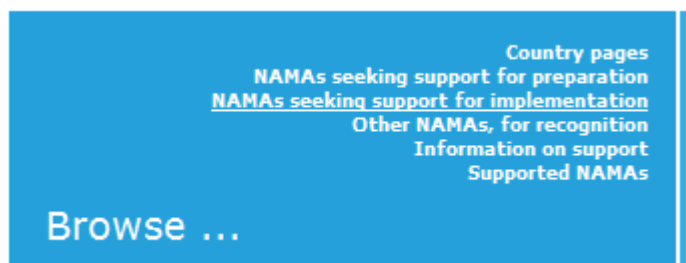 Country pages
NAMAs seeking support for preparation
NAMAs seeking support for implementation
Other NAMAs, for recognition
Information on support
Supported NAMAs
Browse ...